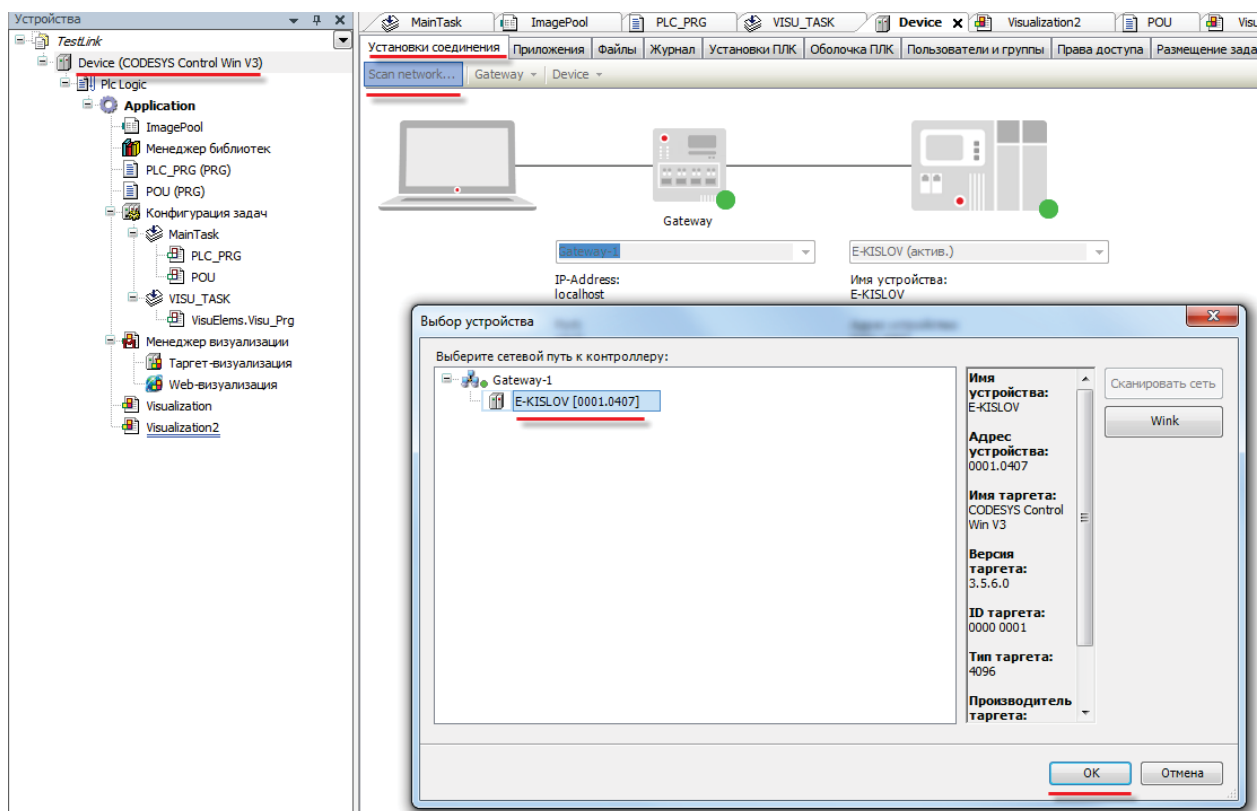 Устройства
TestLink
Device (CODESYS Control Win V3)
Plc Logic
Application
ImagePool
Менеджер библиотек
PLC_PRG (PRG)
POU (PRG)
Конфигурация задач
MainTask
PLC_PRG
POU
VISU_TASK
VisuElems.Visu_Prg
Менеджер визуализации
Таргет-визуализация
Web-визуализация
Visualization
Visualization2
MainTask ImagePool PLC_PRG VISU_TASK Device Visualization2 POU Visu
Установки соединения Приложения Файлы Журнал Установки ПЛК Оболочка ПЛК Пользователи и группы Права доступа Размещение зада
Scan network... Gateway Device
Gateway
Gateway-1 E-KISLOV (актив.)
IP-Address: Имя устройства:
localhost E-KISLOV
Выбор устройства
Выберите сетевой путь к контроллеру:
Gateway-1
E-KISLOV [0001.0407]
Имя
устройства:
E-KISLOV
Адрес
устройства:
0001.0407
Имя таргета:
CODESYS Control
Win V3
Версия
таргета:
3.5.6.0
ID таргета:
0000 0001
Тип таргета:
4096
Производитель
таргета:
Сканировать сеть
Wink
OK Отмена